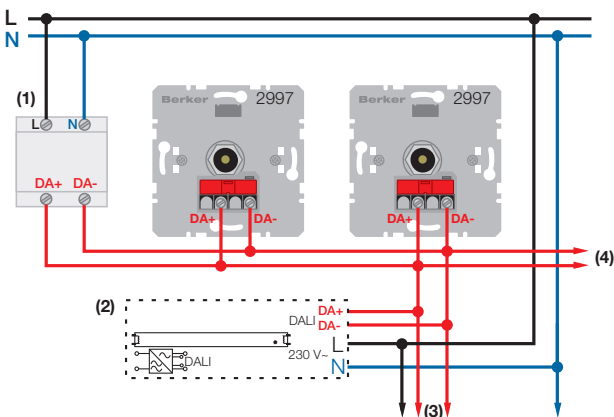 L
N
(1)
L N
DA+ DA-
Berker 2997
DA+ DA-
Berker 2997
DA+ DA-
(4)
(2)
DALI DA+
DA-
DALI
230 V~ L
N
(3)